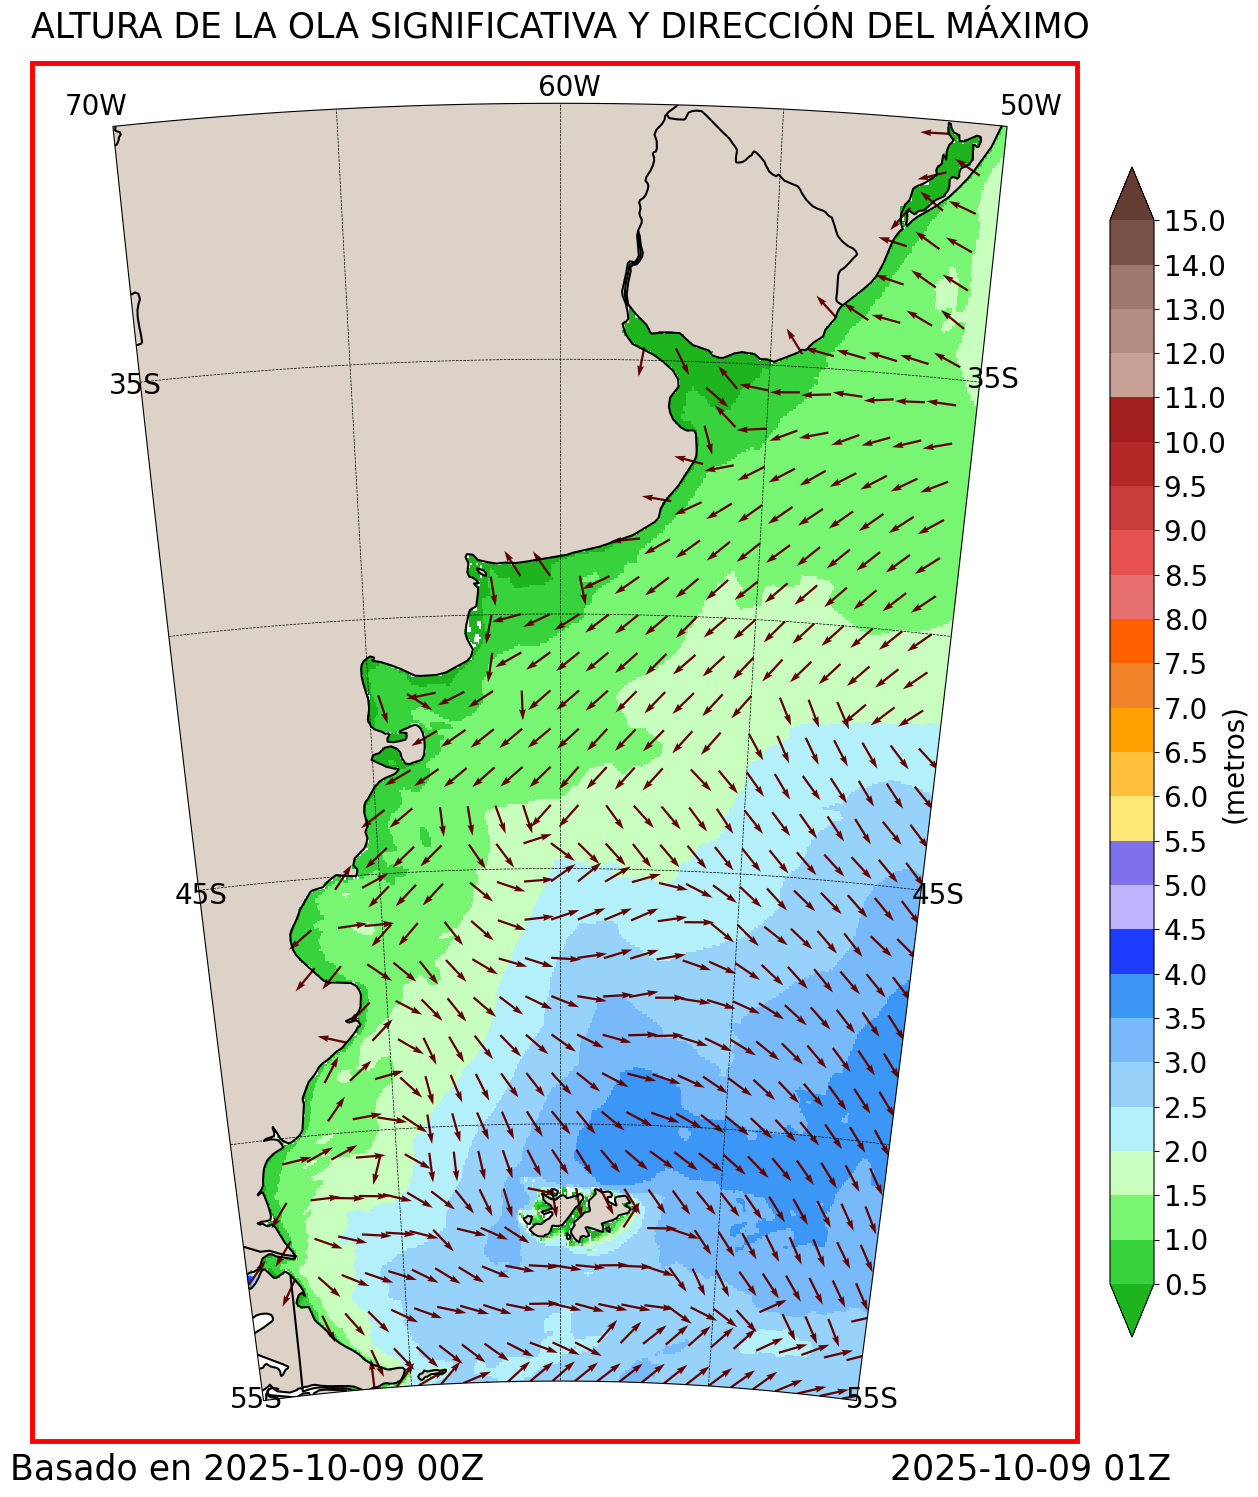 ALTURA DE LA OLA SIGNIFICATIVA Y DIRECCIÓN DEL MÁXIMO
70W
60W
50W
35S
35S
45S
45S
55S
55S
15.0
14.0
13.0
12.0
11.0
10.0
9.5
9.0
8.5
8.0
7.5
7.0
6.5
6.0
5.5
5.0
4.5
4.0
3.5
3.0
2.5
2.0
1.5
1.0
0.5
(metros)
Basado en 2025-10-09 00Z
2025-10-09 01Z